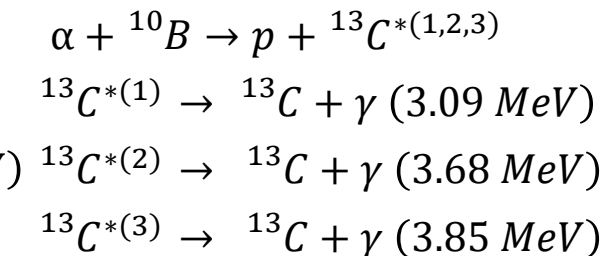 α + ¹⁰B → p + ¹³C*⁽¹,²,³⁾
¹³C*⁽¹⁾ → ¹³C + γ (3.09 MeV)
) ¹³C*⁽²⁾ → ¹³C + γ (3.68 MeV)
¹³C*⁽³⁾ → ¹³C + γ (3.85 MeV)